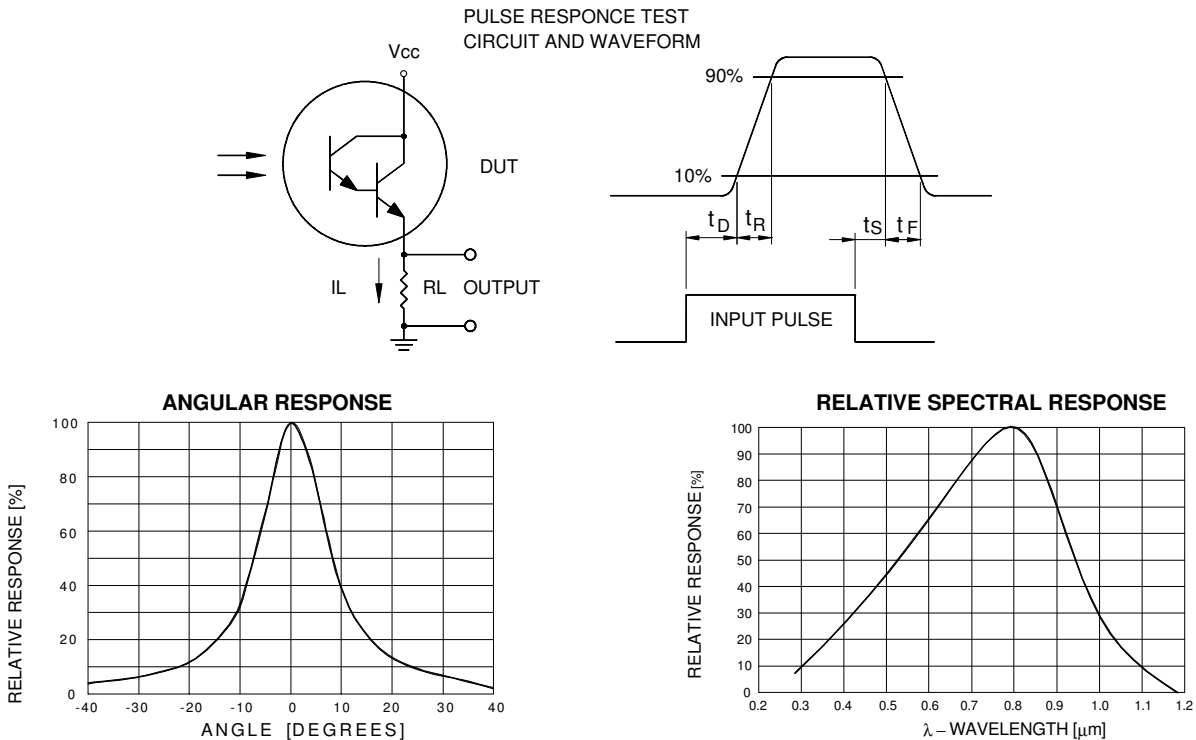 PULSE RESPONCE TEST
CIRCUIT AND WAVEFORM
Vcc
DUT
IL
RL
OUTPUT
90%
10%
tD
tR
tS
tF
INPUT PULSE
ANGULAR RESPONSE
RELATIVE RESPONSE [%]
100
80
60
40
20
0
-40 -30 -20 -10 0 10 20 30 40
ANGLE [DEGREES]
RELATIVE SPECTRAL RESPONSE
RELATIVE RESPONSE [%]
100
90
80
70
60
50
40
30
20
10
0
0.2 0.3 0.4 0.5 0.6 0.7 0.8 0.9 1.0 1.1 1.2
λ – WAVELENGTH [μm]